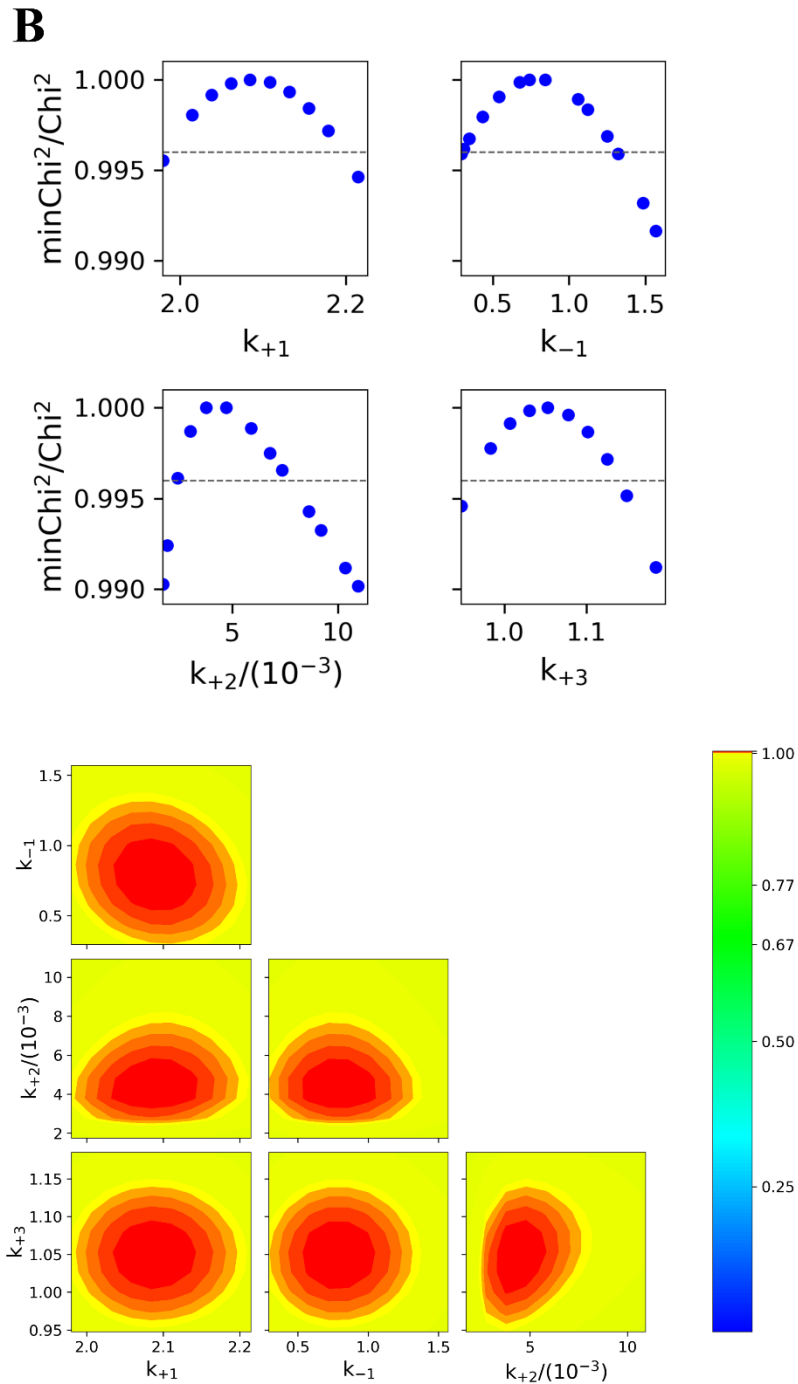 B
1.000
0.995
0.990
minChi²/Chi²
2.0 2.2
k₊₁
0.5 1.0 1.5
k₋₁
1.000
0.995
0.990
minChi²/Chi²
5 10
k₊₂/(10⁻³)
1.0 1.1
k₊₃
1.5
1.0
0.5
k₋₁
10
8
6
4
2
k₊₂/(10⁻³)
1.15
1.10
1.05
1.00
0.95
k₊₃
2.0 2.1 2.2
k₊₁
0.5 1.0 1.5
k₋₁
5 10
k₊₂/(10⁻³)
1.00
0.77
0.67
0.50
0.25